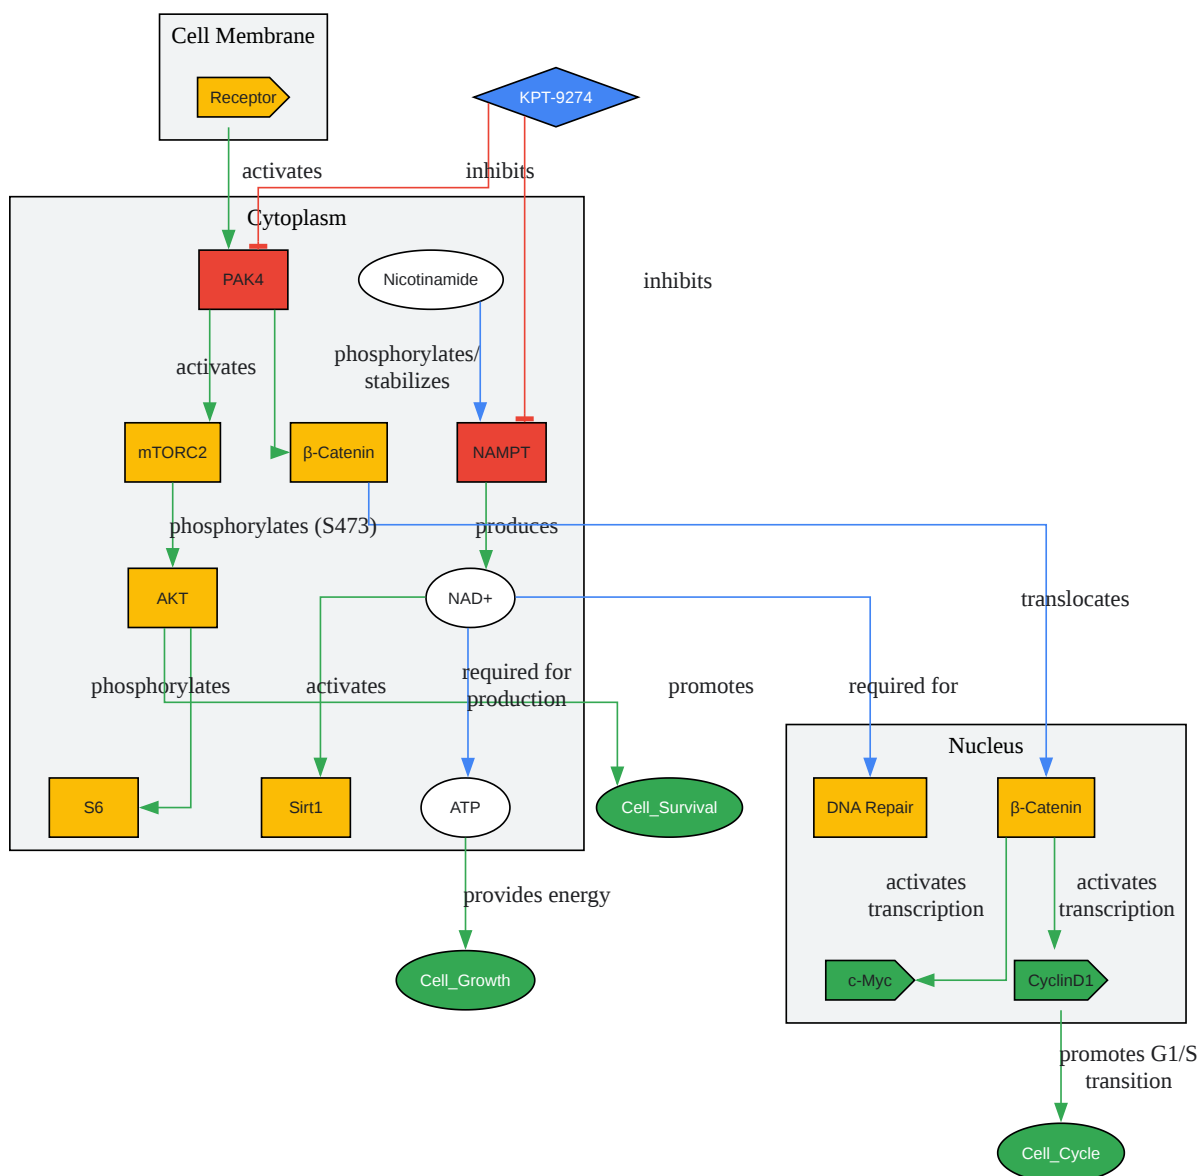 Cell Membrane
Receptor
KPT-9274
activates
inhibits
Cytoplasm
PAK4
Nicotinamide
inhibits
activates
phosphorylates/
stabilizes
mTORC2
β-Catenin
NAMPT
phosphorylates (S473)
produces
AKT
NAD+
translocates
phosphorylates
activates
required for
production
promotes
required for
Nucleus
S6
Sirt1
ATP
Cell_Survival
DNA Repair
β-Catenin
provides energy
activates
transcription
activates
transcription
Cell_Growth
c-Myc
CyclinD1
promotes G1/S
transition
Cell_Cycle